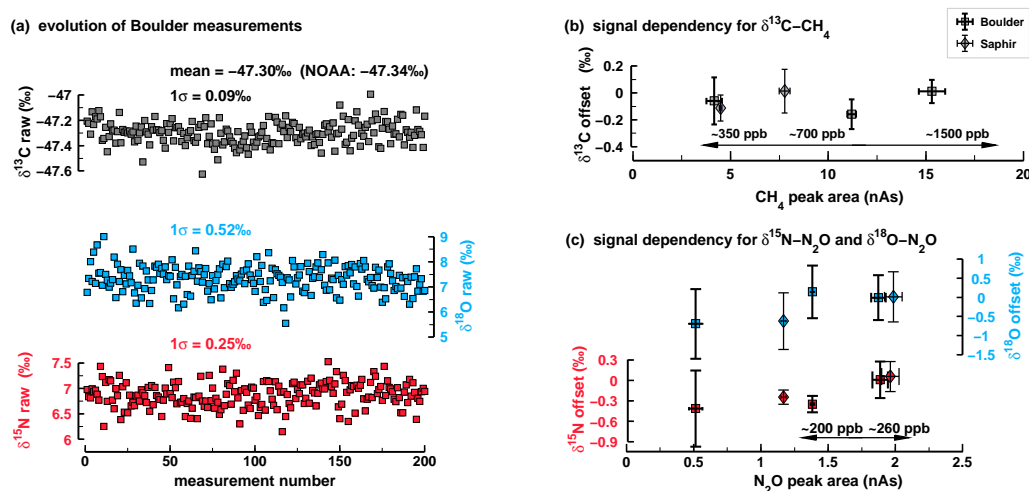 (a) evolution of Boulder measurements
mean = −47.30‰ (NOAA: −47.34‰)
1σ = 0.09‰
δ¹³C raw (‰)
−47
−47.2
−47.4
−47.6
1σ = 0.52‰
δ¹⁸O raw (‰)
9
8
7
6
5
1σ = 0.25‰
δ¹⁵N raw (‰)
7.5
7
6.5
6
0 50 100 150 200
measurement number
(b) signal dependency for δ¹³C–CH₄
Boulder
Saphir
δ¹³C offset (‰)
0.2
0
−0.2
−0.4
~350 ppb ~700 ppb ~1500 ppb
5 10 15 20
CH₄ peak area (nAs)
(c) signal dependency for δ¹⁵N–N₂O and δ¹⁸O–N₂O
1
0.5
0
−0.5
−1
−1.5
δ¹⁸O offset (‰)
δ¹⁵N offset (‰)
0.3
0
−0.3
−0.6
−0.9
~200 ppb ~260 ppb
0 0.5 1 1.5 2 2.5
N₂O peak area (nAs)